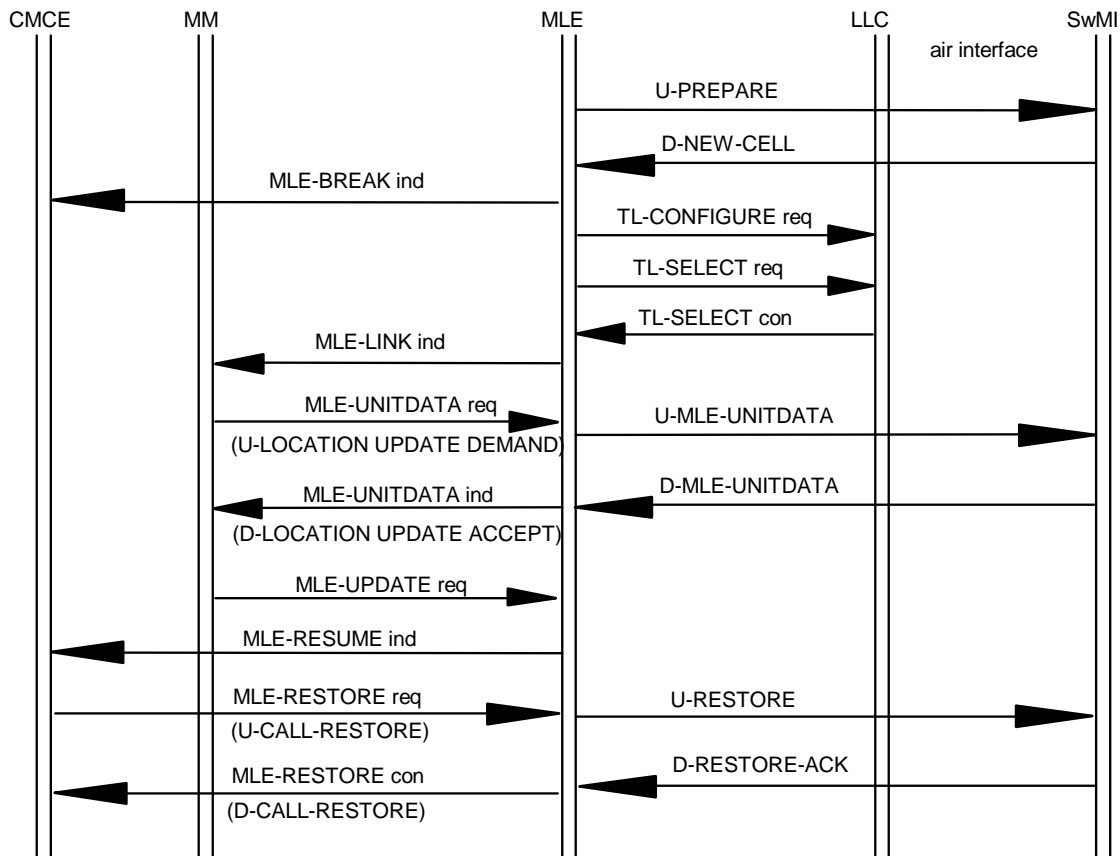 CMCE MM MLE LLC SwMI
air interface
U-PREPARE
D-NEW-CELL
MLE-BREAK ind
TL-CONFIGURE req
TL-SELECT req
TL-SELECT con
MLE-LINK ind
MLE-UNITDATA req
U-MLE-UNITDATA
(U-LOCATION UPDATE DEMAND)
MLE-UNITDATA ind
D-MLE-UNITDATA
(D-LOCATION UPDATE ACCEPT)
MLE-UPDATE req
MLE-RESUME ind
MLE-RESTORE req
U-RESTORE
(U-CALL-RESTORE)
MLE-RESTORE con
D-RESTORE-ACK
(D-CALL-RESTORE)